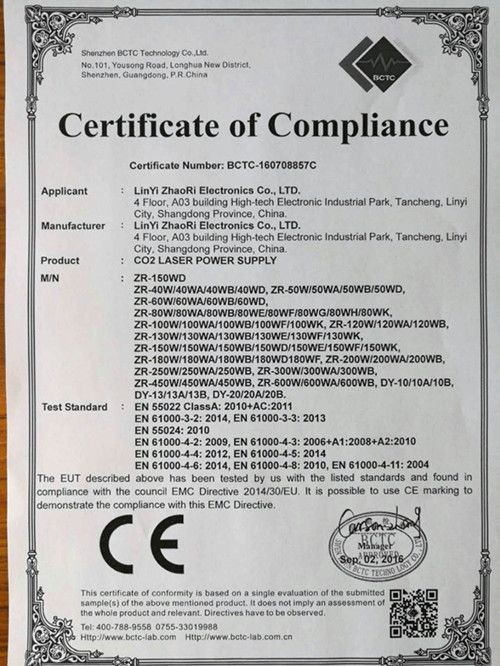 Shenzhen BCTC Technology Co.,Ltd.
No.101, Yousong Road, Longhua New District,
Shenzhen, Guangdong, P.R.China
BCTC
Certificate of Compliance
Certificate Number: BCTC-160708857C
Applicant : LinYi ZhaoRi Electronics Co., LTD.
4 Floor, A03 building High-tech Electronic Industrial Park, Tancheng, Linyi
City, Shangdong Province, China.
Manufacturer : LinYi ZhaoRi Electronics Co., LTD.
4 Floor, A03 building High-tech Electronic Industrial Park, Tancheng, Linyi
City, Shangdong Province, China.
Product : CO2 LASER POWER SUPPLY
M/N : ZR-150WD
ZR-40W/40WA/40WB/40WD, ZR-50W/50WA/50WB/50WD,
ZR-60W/60WA/60WB/60WD,
ZR-80W/80WA/80WB/80WE/80WF/80WG/80WH/80WK,
ZR-100W/100WA/100WB/100WF/100WK, ZR-120W/120WA/120WB,
ZR-130W/130WA/130WB/130WE/130WF/130WK,
ZR-150W/150WA/150WB/150WD/150WE/150WF/150WK,
ZR-180W/180WA/180WB/180WD180WF, ZR-200W/200WA/200WB,
ZR-250W/250WA/250WB, ZR-300W/300WA/300WB,
ZR-450W/450WA/450WB, ZR-600W/600WA/600WB, DY-10/10A/10B,
DY-13/13A/13B, DY-20/20A/20B.
Test Standard : EN 55022 ClassA: 2010+AC:2011
EN 61000-3-2: 2014, EN 61000-3-3: 2013
EN 55024: 2010
EN 61000-4-2: 2009, EN 61000-4-3: 2006+A1:2008+A2:2010
EN 61000-4-4: 2012, EN 61000-4-5: 2014
EN 61000-4-6: 2014, EN 61000-4-8: 2010, EN 61000-4-11: 2004
The EUT described above has been tested by us with the listed standards and found in
compliance with the council EMC Directive 2014/30/EU. It is possible to use CE marking to
demonstrate the compliance with this EMC Directive.
CE
BCTC
Manager
APPROVED
Sep. 02, 2016
This certificate of conformity is based on a single evaluation of the submitted
sample(s) of the above mentioned product. It does not imply an assessment of
the whole product and relevant. Directives have to be observed.
Tel: 400-788-9558 0755-33019988
Http://www.bctc-lab.com Http://www.bctc-lab.com.cn